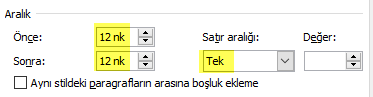 Aralık
Önce: 12 nk Satır aralığı: Değer:
Sonra: 12 nk Tek
Aynı stildeki paragrafların arasına boşluk ekleme